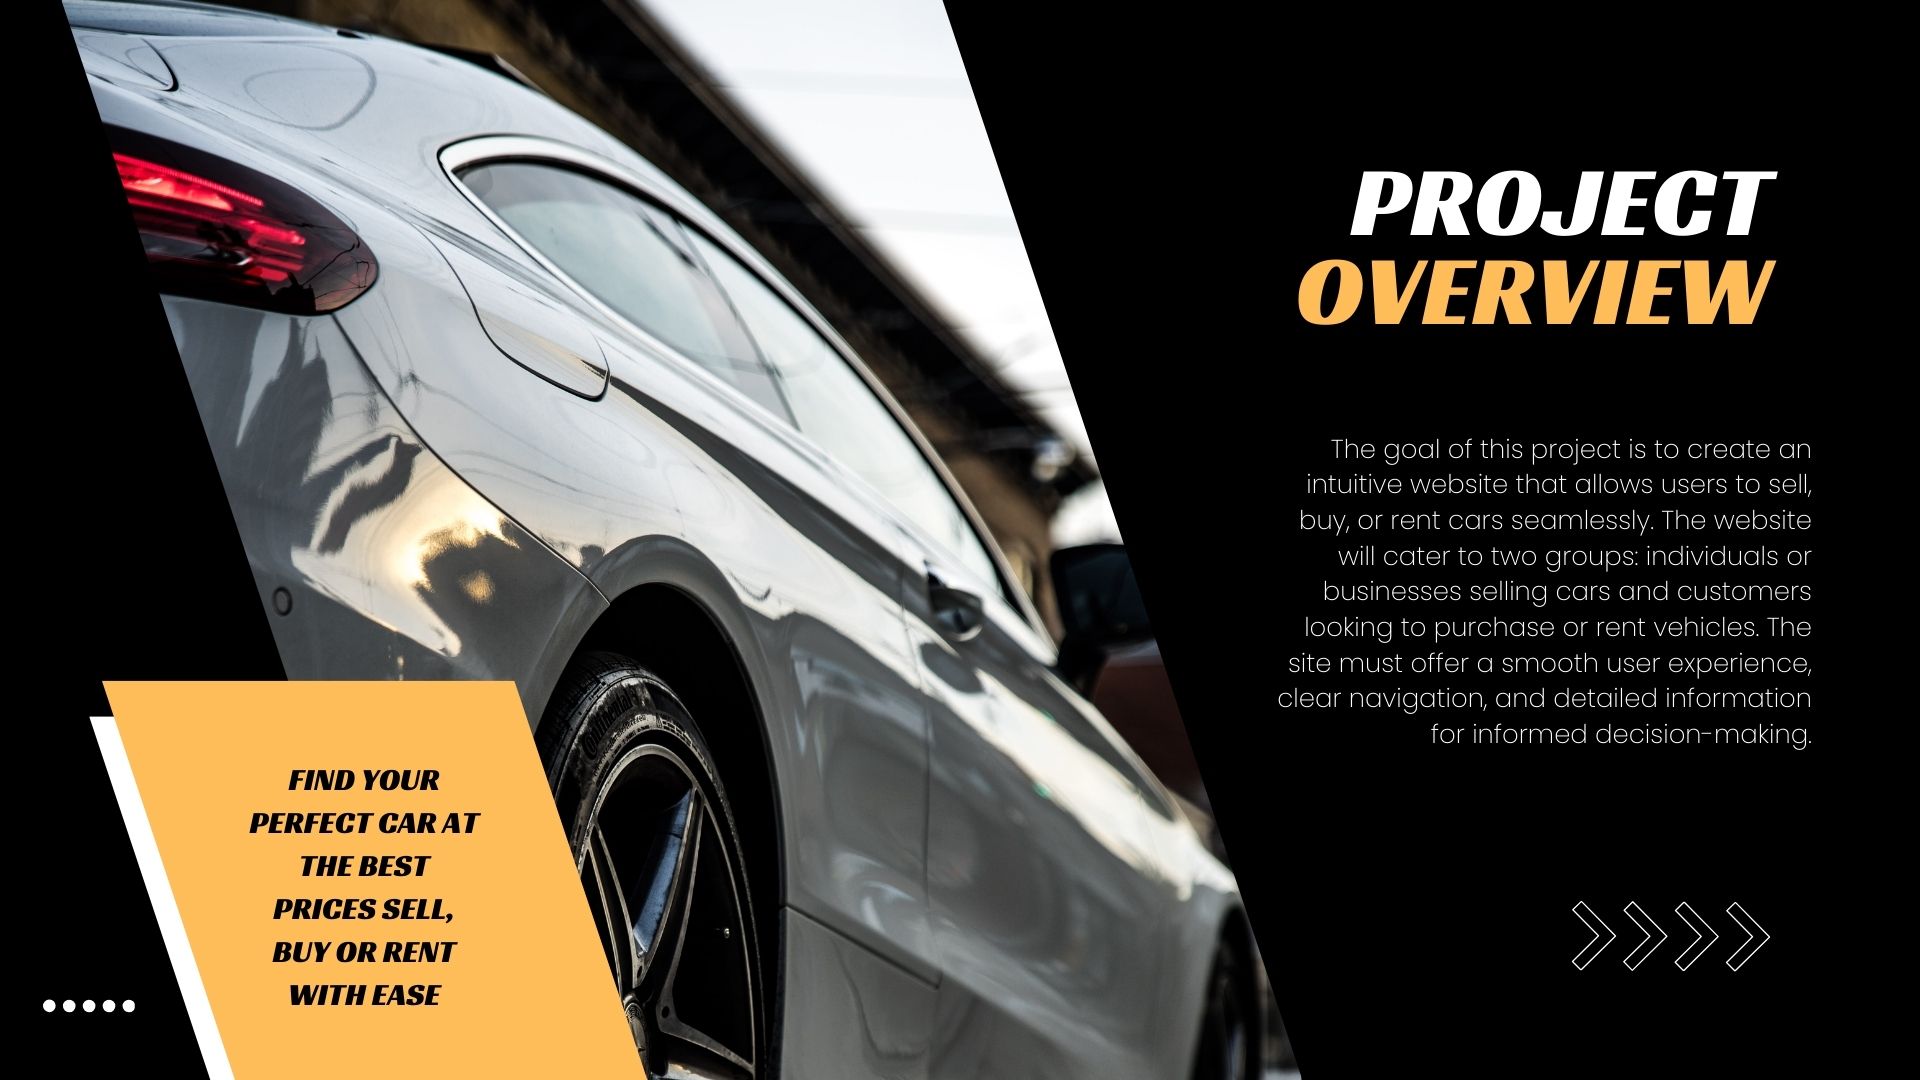 PROJECT
OVERVIEW
The goal of this project is to create an
intuitive website that allows users to sell,
buy, or rent cars seamlessly. The website
will cater to two groups: individuals or
businesses selling cars and customers
looking to purchase or rent vehicles. The
site must offer a smooth user experience,
clear navigation, and detailed information
for informed decision-making.
FIND YOUR
PERFECT CAR AT
THE BEST
PRICES SELL,
BUY OR RENT
WITH EASE